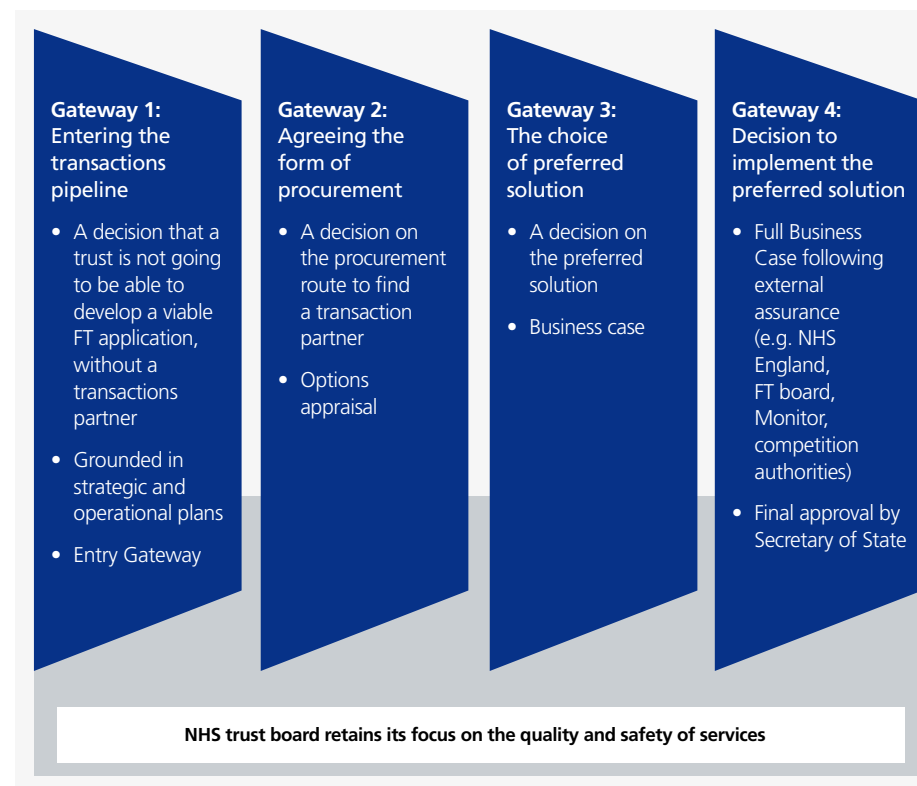 Gateway 1:
Entering the
transactions
pipeline
• A decision that a
trust is not going
to be able to
develop a viable
FT application,
without a
transactions
partner
• Grounded in
strategic and
operational plans
• Entry Gateway
Gateway 2:
Agreeing the
form of
procurement
• A decision on
the procurement
route to find
a transaction
partner
• Options
appraisal
Gateway 3:
The choice
of preferred
solution
• A decision on
the preferred
solution
• Business case
Gateway 4:
Decision to
implement the
preferred solution
• Full Business
Case following
external
assurance
(e.g. NHS
England,
FT board,
Monitor,
competition
authorities)
• Final approval by
Secretary of State
NHS trust board retains its focus on the quality and safety of services